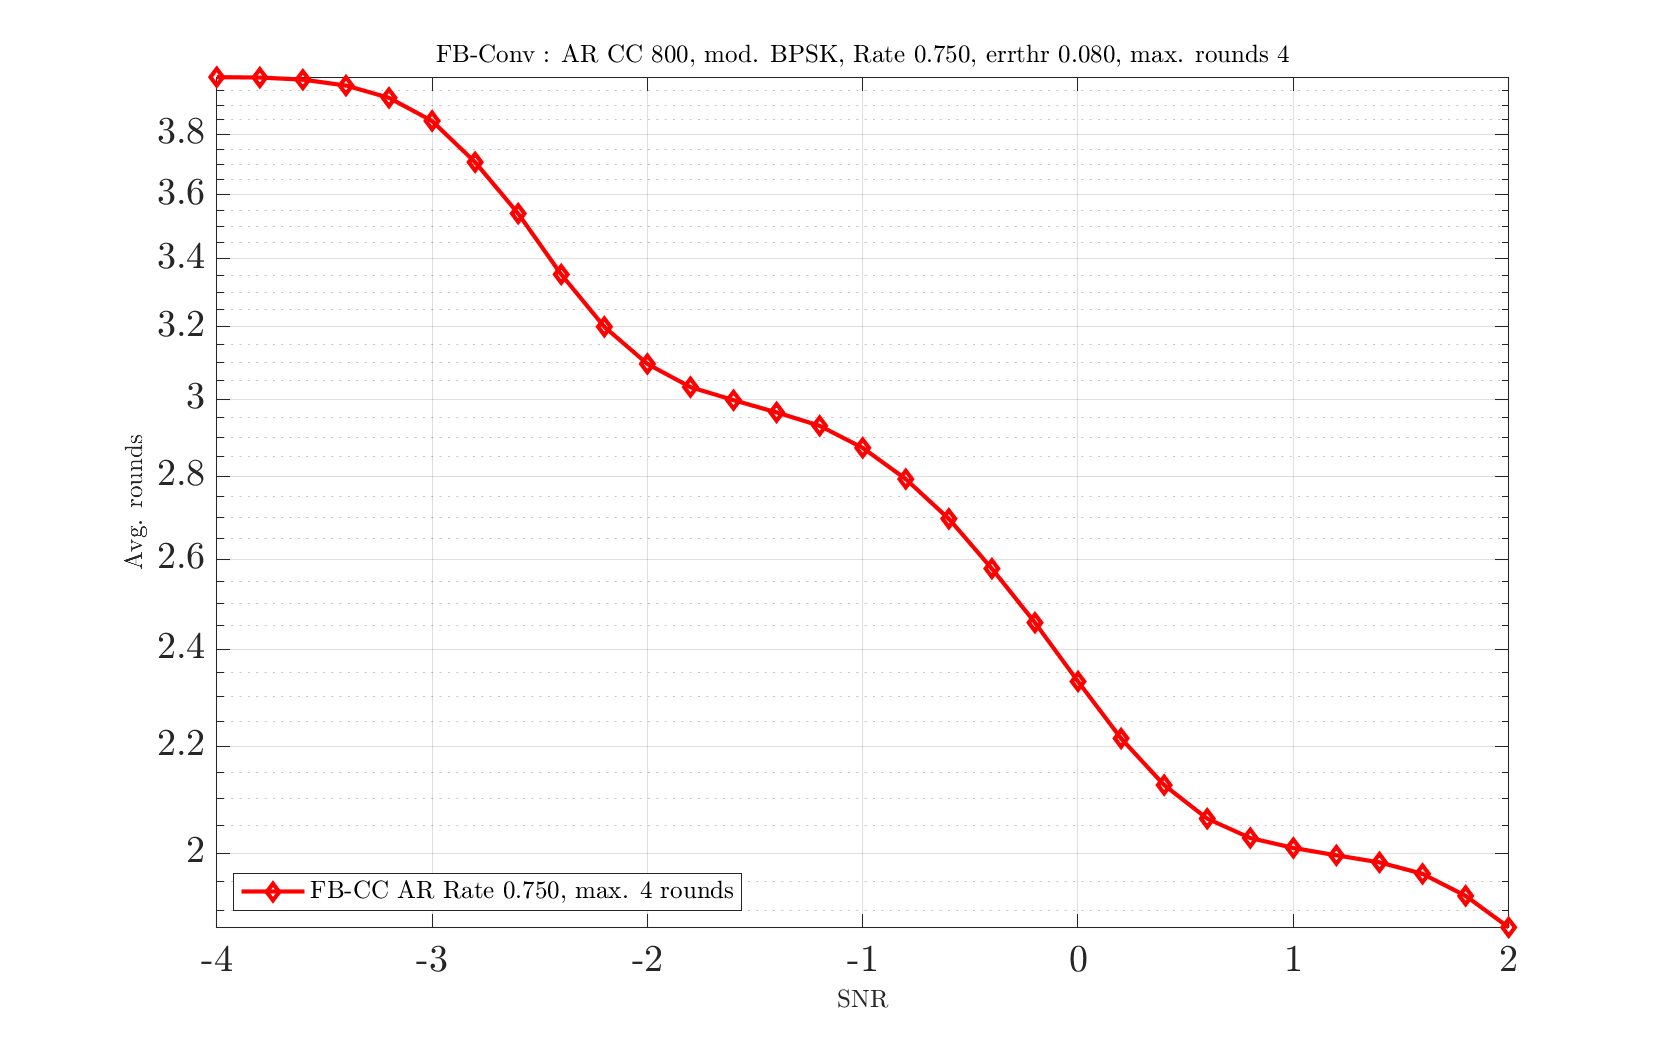 FB-Conv : AR CC 800, mod. BPSK, Rate 0.750, errthr 0.080, max. rounds 4
3.8
3.6
3.4
3.2
3
2.8
2.6
2.4
2.2
2
Avg. rounds
FB-CC AR Rate 0.750, max. 4 rounds
-4 -3 -2 -1 0 1 2
SNR